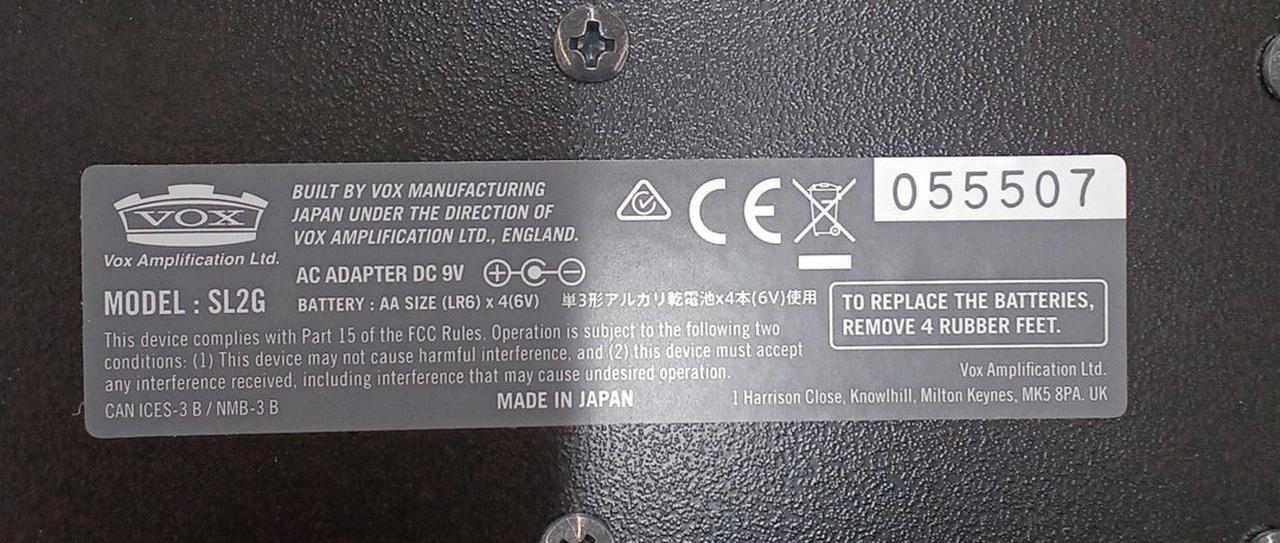 VOX
Vox Amplification Ltd.
MODEL : SL2G
BUILT BY VOX MANUFACTURING
JAPAN UNDER THE DIRECTION OF
VOX AMPLIFICATION LTD., ENGLAND.
AC ADAPTER DC 9V
BATTERY : AA SIZE (LR6) x 4(6V) 単3形アルカリ乾電池x4本(6V)使用
CE
055507
TO REPLACE THE BATTERIES,
REMOVE 4 RUBBER FEET.
This device complies with Part 15 of the FCC Rules. Operation is subject to the following two
conditions: (1) This device may not cause harmful interference, and (2) this device must accept
any interference received, including interference that may cause undesired operation.
CAN ICES-3 B / NMB-3 B
MADE IN JAPAN
Vox Amplification Ltd.
1 Harrison Close, Knowlhill, Milton Keynes, MK5 8PA. UK